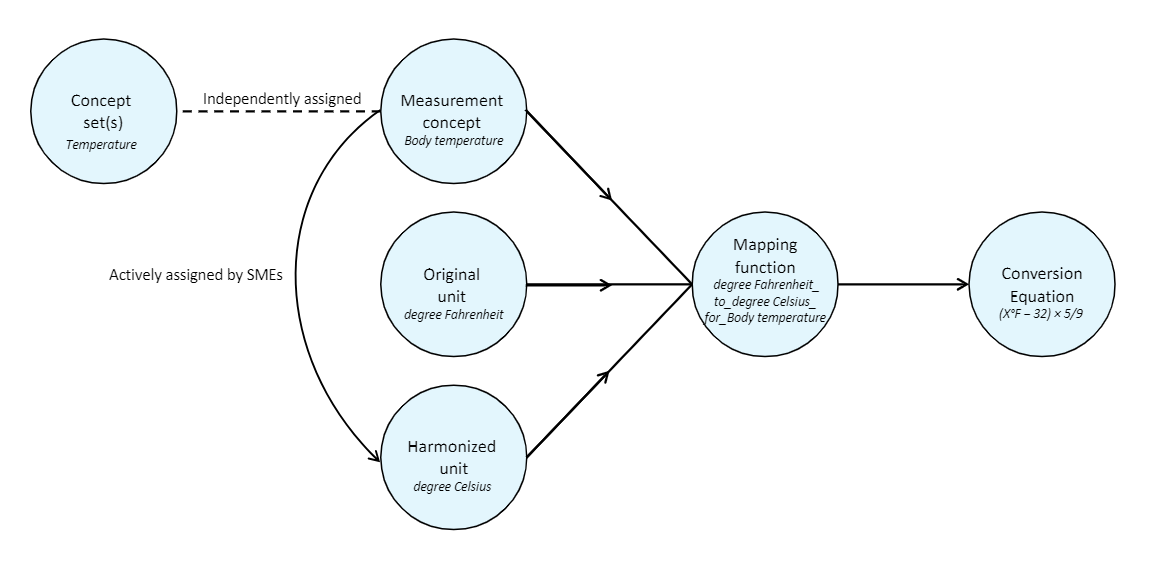 Concept
set(s)
Temperature
Independently assigned
Measurement
concept
Body temperature
Actively assigned by SMEs
Original
unit
degree Fahrenheit
Harmonized
unit
degree Celsius
Mapping
function
degree Fahrenheit_
to_degree Celsius_
for_Body temperature
Conversion
Equation
(X°F – 32) × 5/9